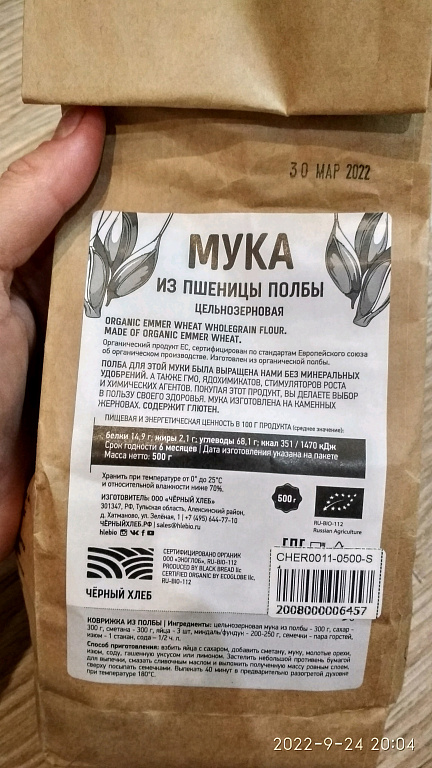 30 МАР 2022
МУКА
ИЗ ПШЕНИЦЫ ПОЛБЫ
ЦЕЛЬНОЗЕРНОВАЯ
ORGANIC EMMER WHEAT WHOLEGRAIN FLOUR.
MADE OF ORGANIC EMMER WHEAT.
Органический продукт ЕС, сертифицирован по стандартам Европейского союза
об органическом производстве. Изготовлен из органической полбы.
ПОЛБА ДЛЯ ЭТОЙ МУКИ БЫЛА ВЫРАЩЕНА НАМИ БЕЗ МИНЕРАЛЬНЫХ
УДОБРЕНИЙ. А ТАКЖЕ ГМО, ЯДОХИМИКАТОВ, СТИМУЛЯТОРОВ РОСТА
И ХИМИЧЕСКИХ АГЕНТОВ. ПОКУПАЯ ЭТОТ ПРОДУКТ, ВЫ ДЕЛАЕТЕ ВЫБОР
В ПОЛЬЗУ СВОЕГО ЗДОРОВЬЯ. МУКА ИЗГОТОВЛЕНА НА КАМЕННЫХ
ЖЕРНОВАХ. СОДЕРЖИТ ГЛЮТЕН.
ПИЩЕВАЯ И ЭНЕРГЕТИЧЕСКАЯ ЦЕННОСТЬ В 100 Г ПРОДУКТА (среднее значение):
белки 14,9 г; жиры 2,1 г; углеводы 68,1 г; ккал 351 / 1470 кДж
Срок годности 6 месяцев | Дата изготовления указана на пакете
Масса нетто: 500 г
Хранить при температуре от 0° до 25°С
и относительной влажности ниже 70%.
ИЗГОТОВИТЕЛЬ ООО «ЧЁРНЫЙ ХЛЕБ»
301347, РФ, Тульская область, Алексинский район,
д. Хатманово, ул. Зелёная, 1 | +7 (495) 644-77-10
ЧЁРНЫЙХЛЕБ.РФ | sales@hlebio.ru
hlebio
500 г
RU-BIO-112
Russian Agriculture
СЕРТИФИЦИРОВАНО ОРГАНИК
ООО «ЭКОГЛОБ», RU-BIO-112
PRODUCED BY BLACK BREAD llc
CERTIFIED ORGANIC BY ECOGLOBE llc,
RU-BIO-112
ЧЁРНЫЙ ХЛЕБ
CHER0011-0500-S
2008000006457
КОВРИЖКА ИЗ ПОЛБЫ | Ингредиенты: цельнозерновая мука из полбы - 300 г, сахар -
300 г, сметана - 300 г, яйца - 3 шт, миндаль/фундук - 200-250 г, семечки - пара горстей,
изюм - 1 стакан, сода – 1/2 ч. л.
Способ приготовления: взбить яйца с сахаром, добавить сметану, муку, молотые орехи,
изюм, соду, гашенную уксусом или лимоном. Застелить небольшой противень бумагой
для выпечки, смазать сливочным маслом и выложить полученную массу ровным слоем,
сверху посыпать семечками. Выпекать 40 минут в предварительно разогретой духовке
при температуре 180°С.
2022-9-24 20:04